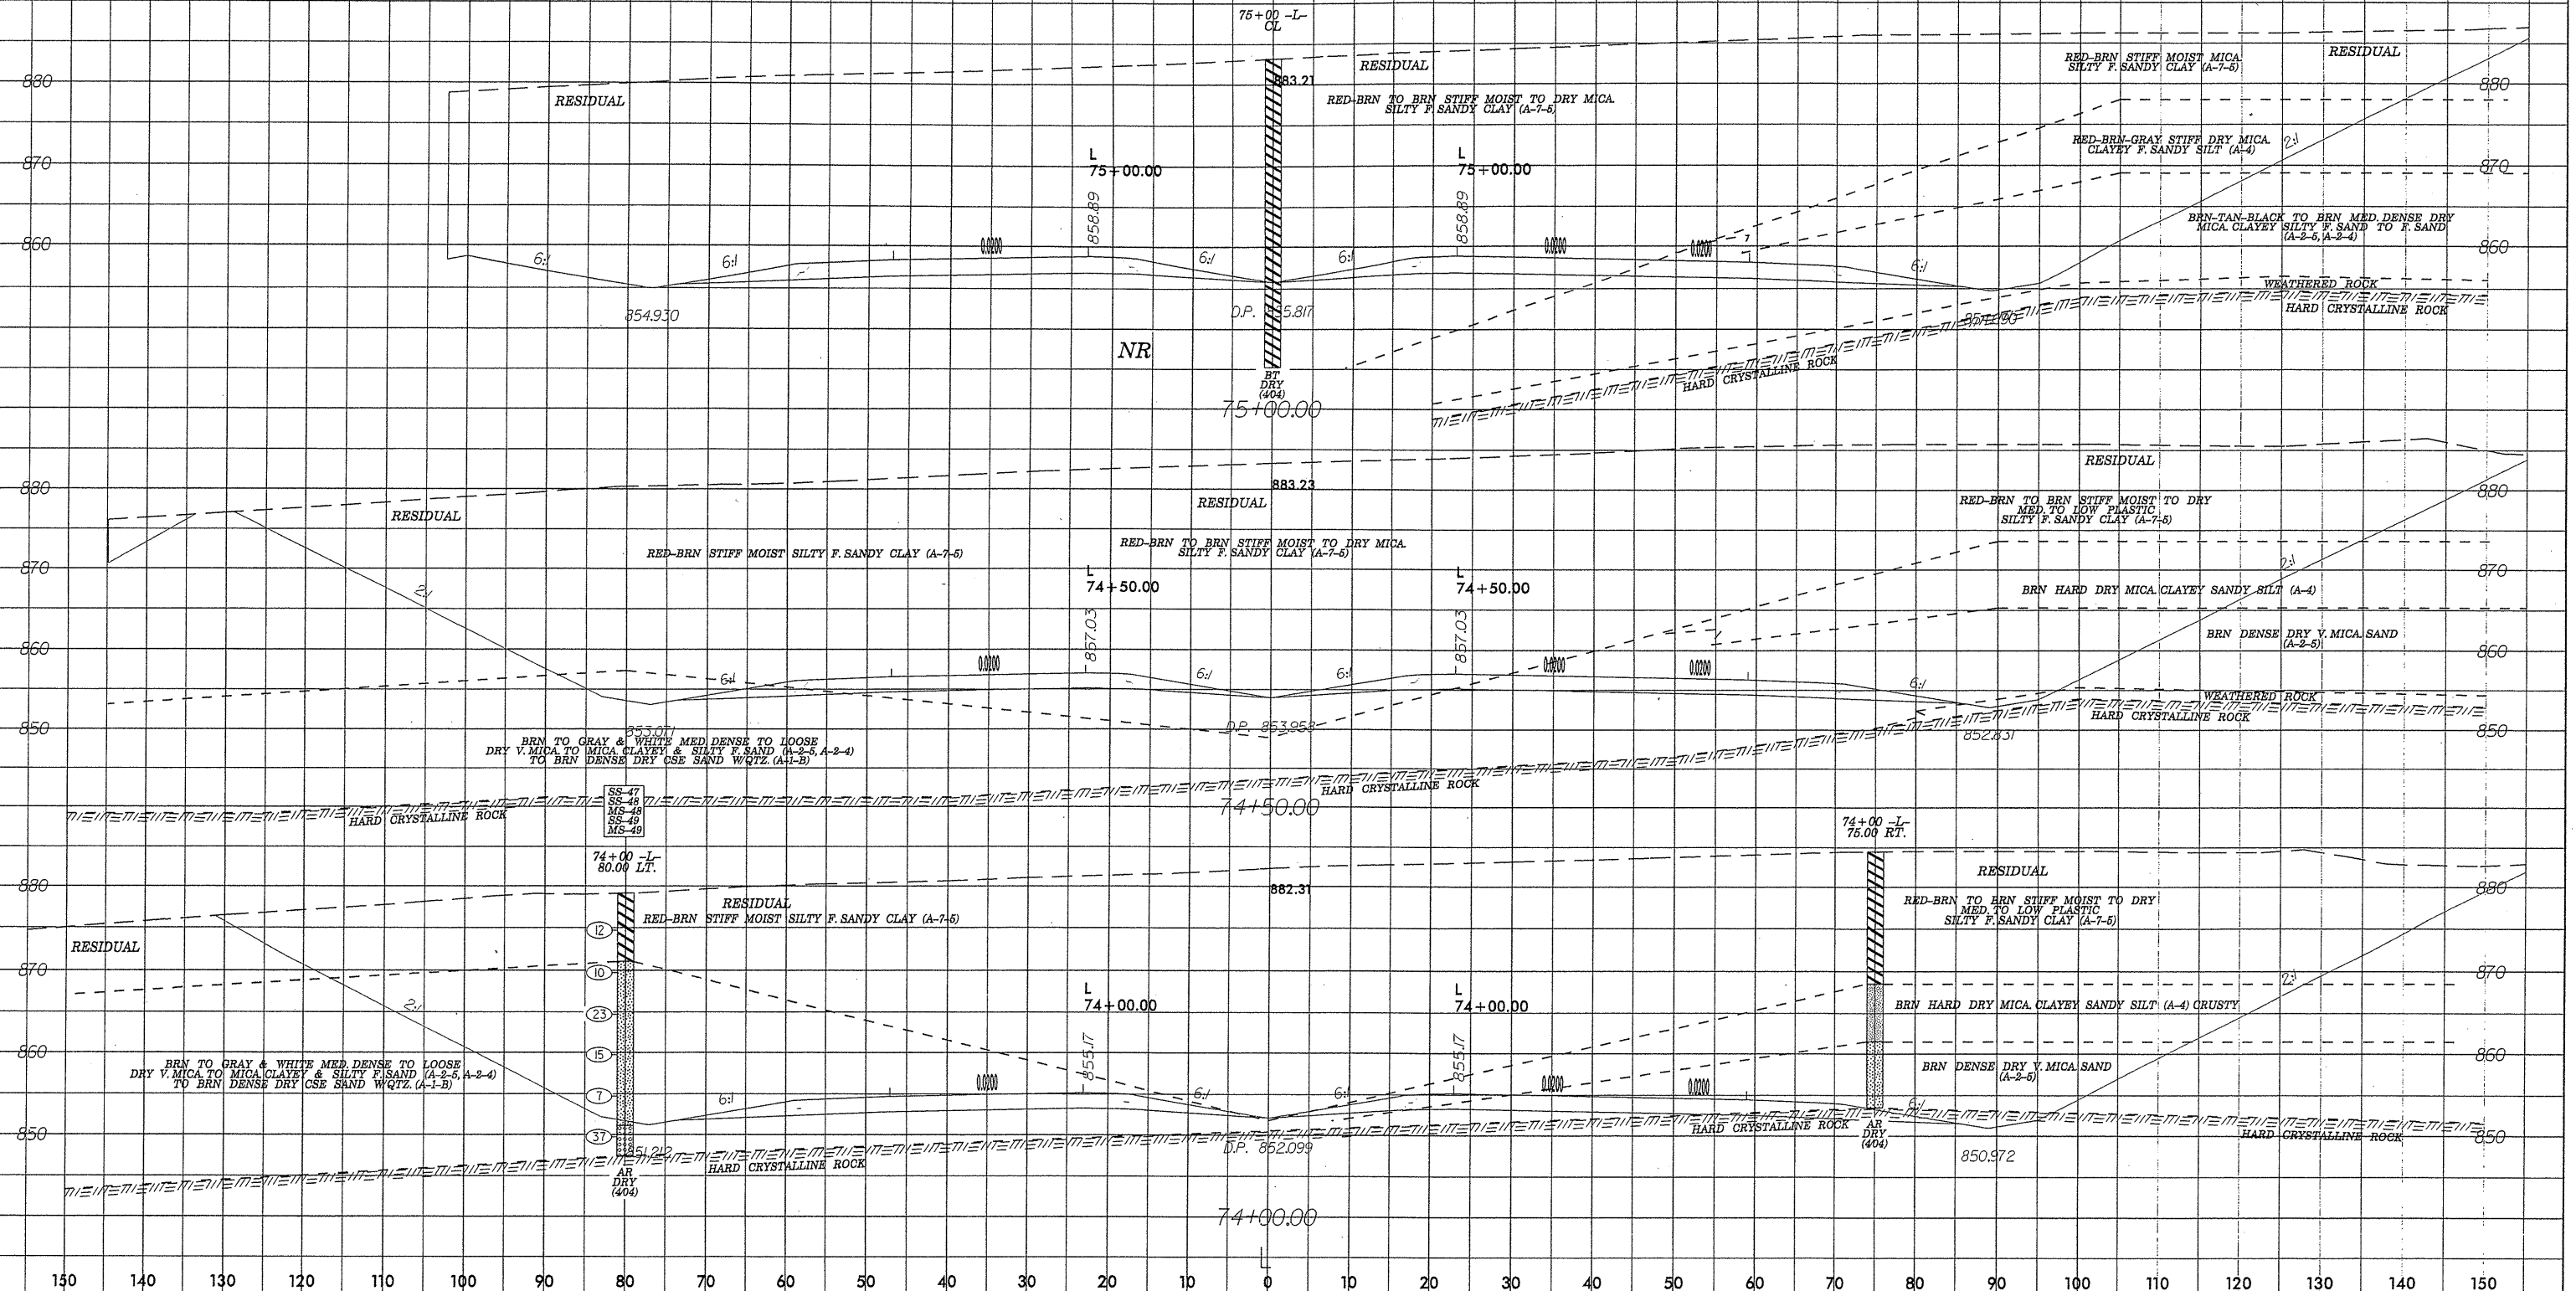 75+00 -L-
CL
RED-BRN STIFF MOIST MICA.
SILTY F. SANDY CLAY (A-7-5)
RESIDUAL
RESIDUAL
883.21
880
880
RESIDUAL
RED-BRN TO BRN STIFF MOIST TO DRY MICA.
SILTY F. SANDY CLAY (A-7-5)
RED-BRN-GRAY STIFF DRY MICA.
CLAYEY F. SANDY SILT (A-4)
2:1
L
75+00.00
L
75+00.00
870
870
858.89
858.89
BRN-TAN-BLACK TO BRN MED. DENSE DRY
MICA. CLAYEY SILTY F. SAND TO F. SAND
(A-2-5, A-2-4)
860
0.0200
0.0200
0.0200
860
6:1
6:1
6:1
6:1
6:1
WEATHERED ROCK
HARD CRYSTALLINE ROCK
854.930
D.P. 855.817
NR
HARD CRYSTALLINE ROCK
BT
DRY
(4/04)
75+00.00
RESIDUAL
880
883.23
880
RESIDUAL
RESIDUAL
RED-BRN TO BRN STIFF MOIST TO DRY
MED. TO LOW PLASTIC
SILTY F. SANDY CLAY (A-7-5)
RED-BRN STIFF MOIST SILTY F. SANDY CLAY (A-7-5)
RED-BRN TO BRN STIFF MOIST TO DRY MICA.
SILTY F. SANDY CLAY (A-7-5)
870
2:1
870
L
74+50.00
L
74+50.00
2:1
BRN HARD DRY MICA. CLAYEY SANDY SILT (A-4)
857.03
857.03
BRN DENSE DRY V. MICA. SAND
(A-2-5)
860
0.0200
0.0200
0.0200
860
6:1
6:1
6:1
6:1
WEATHERED ROCK
HARD CRYSTALLINE ROCK
850
853.071
D.P. 853.958
852.831
850
BRN TO GRAY & WHITE MED. DENSE TO LOOSE
DRY V. MICA. TO MICA. CLAYEY & SILTY F. SAND (A-2-5, A-2-4)
TO BRN DENSE DRY CSE SAND W/QTZ. (A-1-B)
HARD CRYSTALLINE ROCK
SS-47
SS-48
MS-48
SS-49
MS-49
74+50.00
HARD CRYSTALLINE ROCK
74+00 -L-
75.00 RT.
74+00 -L-
80.00 LT.
RESIDUAL
880
882.31
880
RESIDUAL
RED-BRN STIFF MOIST SILTY F. SANDY CLAY (A-7-5)
RED-BRN TO BRN STIFF MOIST TO DRY
MED. TO LOW PLASTIC
SILTY F. SANDY CLAY (A-7-5)
12
RESIDUAL
870
10
2:1
870
L
74+00.00
L
74+00.00
2:1
BRN HARD DRY MICA. CLAYEY SANDY SILT (A-4) CRUSTY
23
855.17
855.17
860
15
860
BRN TO GRAY & WHITE MED. DENSE TO LOOSE
DRY V. MICA. TO MICA. CLAYEY & SILTY F. SAND (A-2-5, A-2-4)
TO BRN DENSE DRY CSE SAND W/QTZ. (A-1-B)
BRN DENSE DRY V. MICA. SAND
(A-2-5)
0.0200
0.0200
0.0200
7
6:1
6:1
6:1
6:1
850
37
HARD CRYSTALLINE ROCK
HARD CRYSTALLINE ROCK
850
851.212
D.P. 852.099
AR
DRY
(4/04)
850.972
HARD CRYSTALLINE ROCK
AR
DRY
(4/04)
74+00.00
L
150 140 130 120 110 100 90 80 70 60 50 40 30 20 10 0 10 20 30 40 50 60 70 80 90 100 110 120 130 140 150